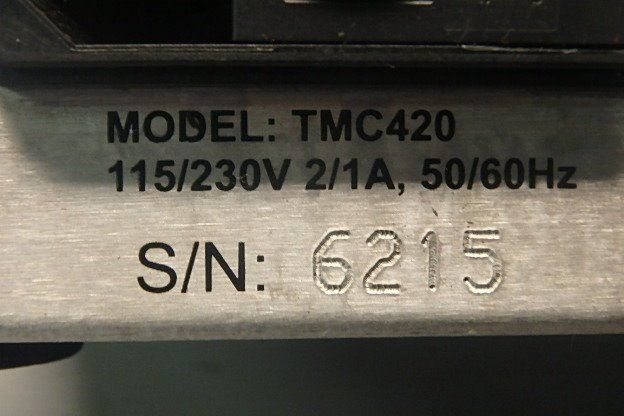 MODEL: TMC420
115/230V 2/1A, 50/60Hz
S/N: 6215